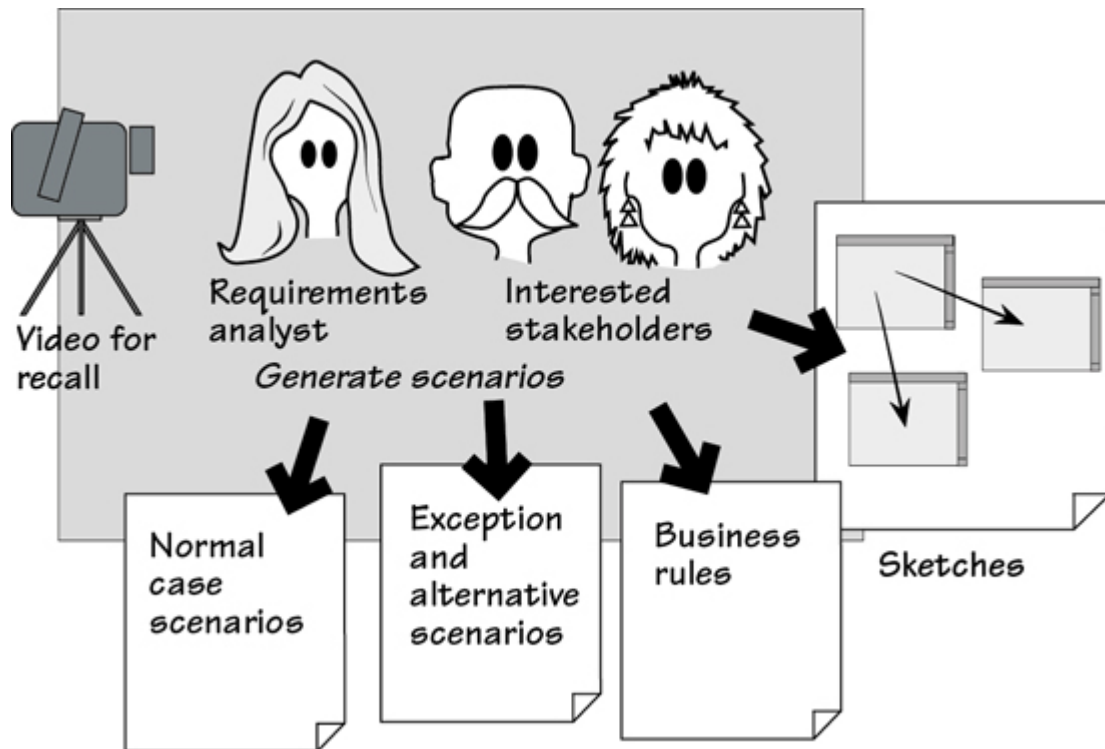 Requirements
analyst
Interested
stakeholders
Video for
recall
Generate scenarios
Normal
case
scenarios
Exception
and
alternative
scenarios
Business
rules
Sketches